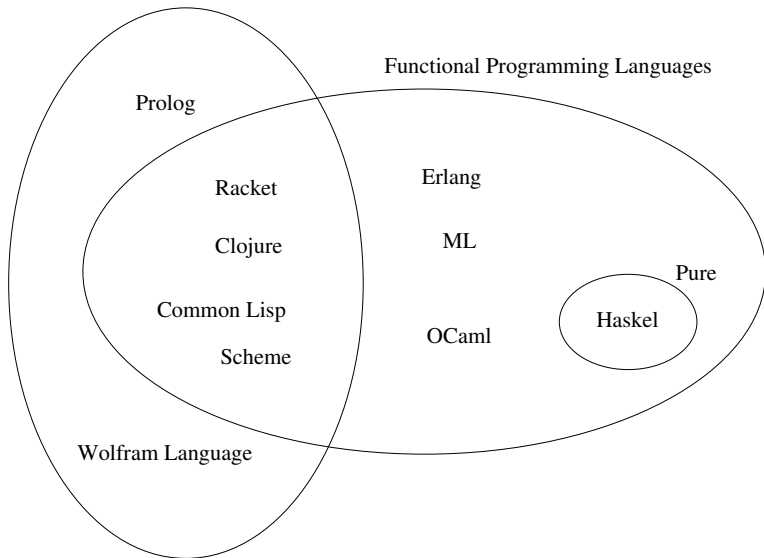 Functional Programming Languages
Prolog
Racket
Erlang
Clojure
ML
Pure
Common Lisp
Haskel
OCaml
Scheme
Wolfram Language